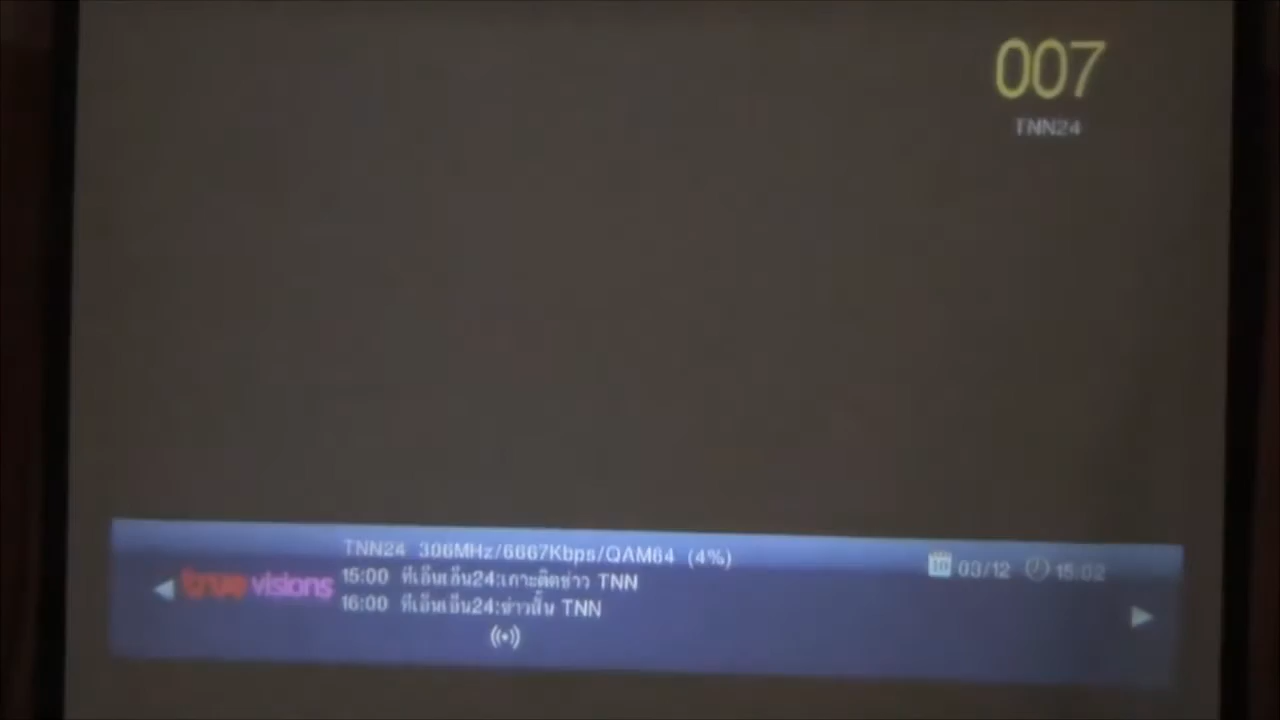 007
TNN24
TNN24 306MHz/6667Kbps/QAM64 (4%)
03/12 15:02
true visions
15:00 ทีเอ็นเอ็น24:เกาะติดข่าว TNN
16:00 ทีเอ็นเอ็น24:ข่าวสั้น TNN